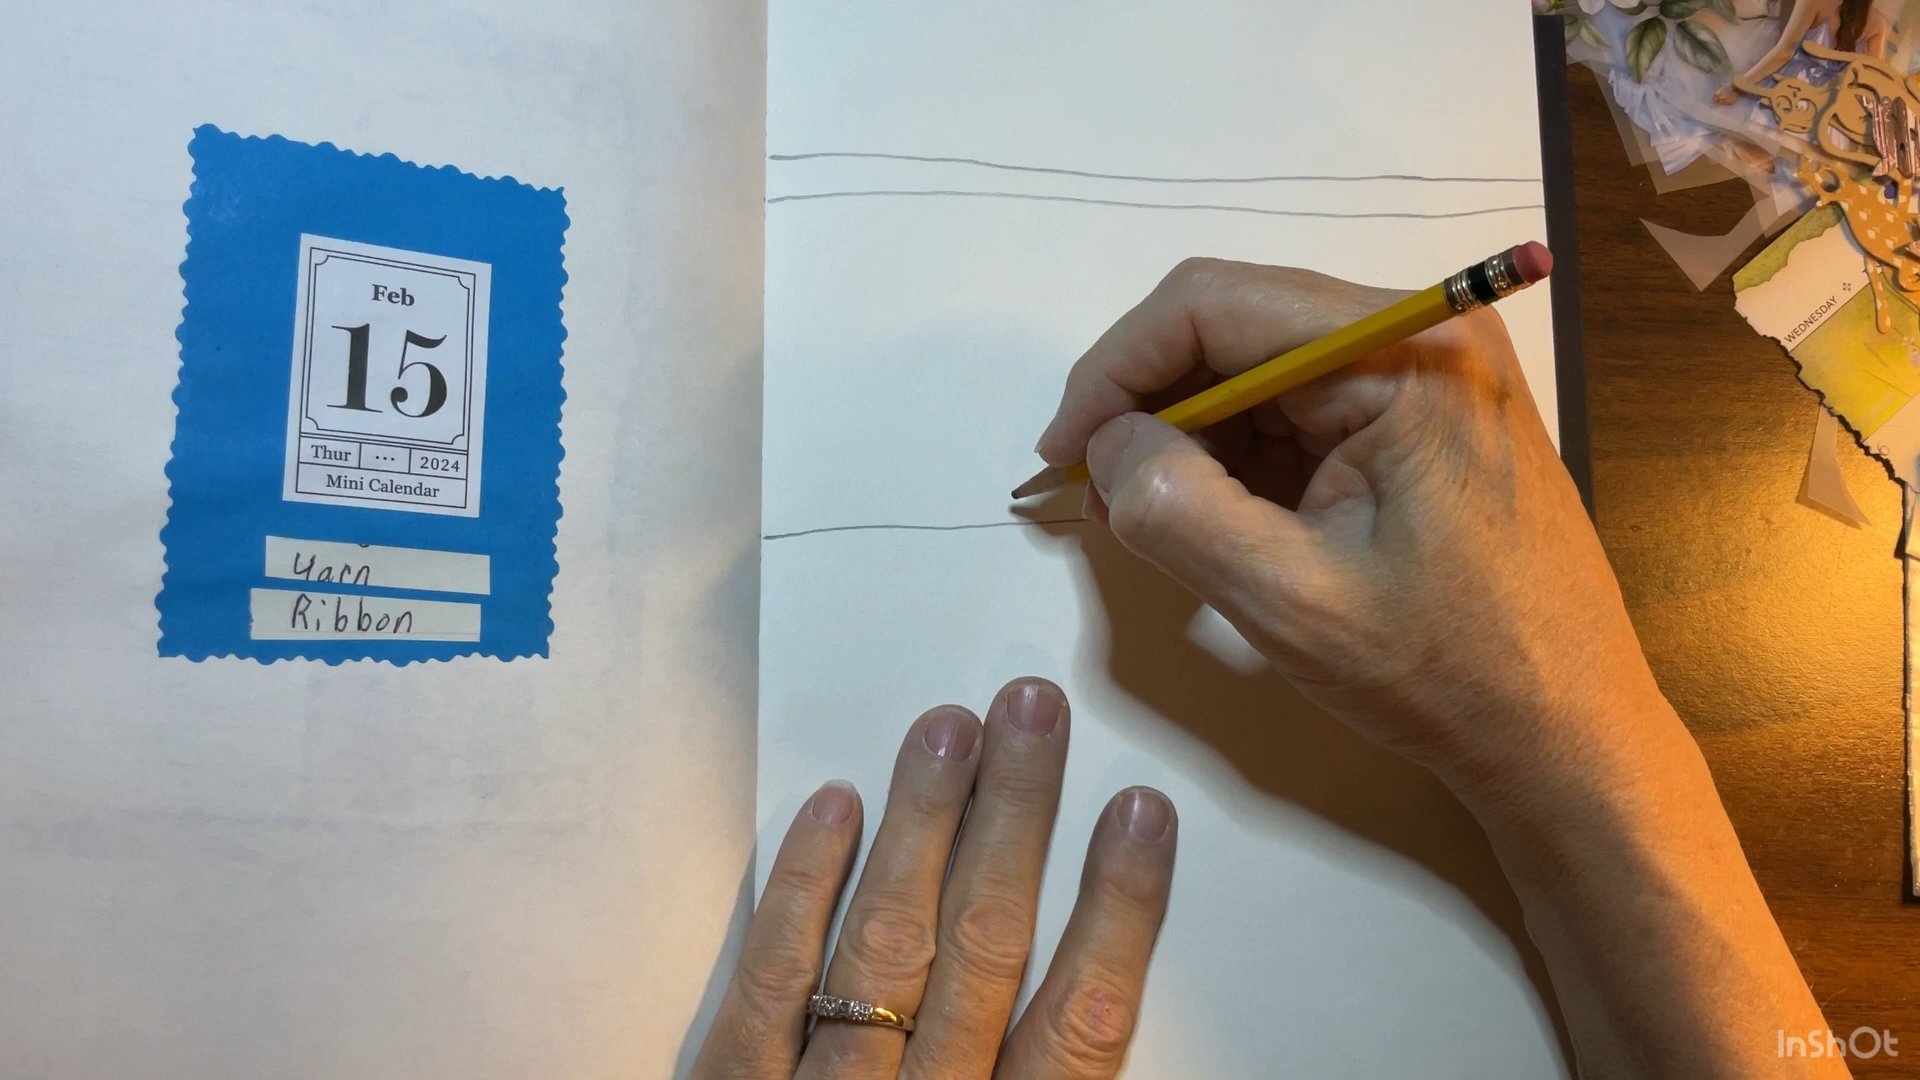 Feb
15
Thur ... 2024
Mini Calendar
Yarn
Ribbon
WEDNESDAY
InShOt